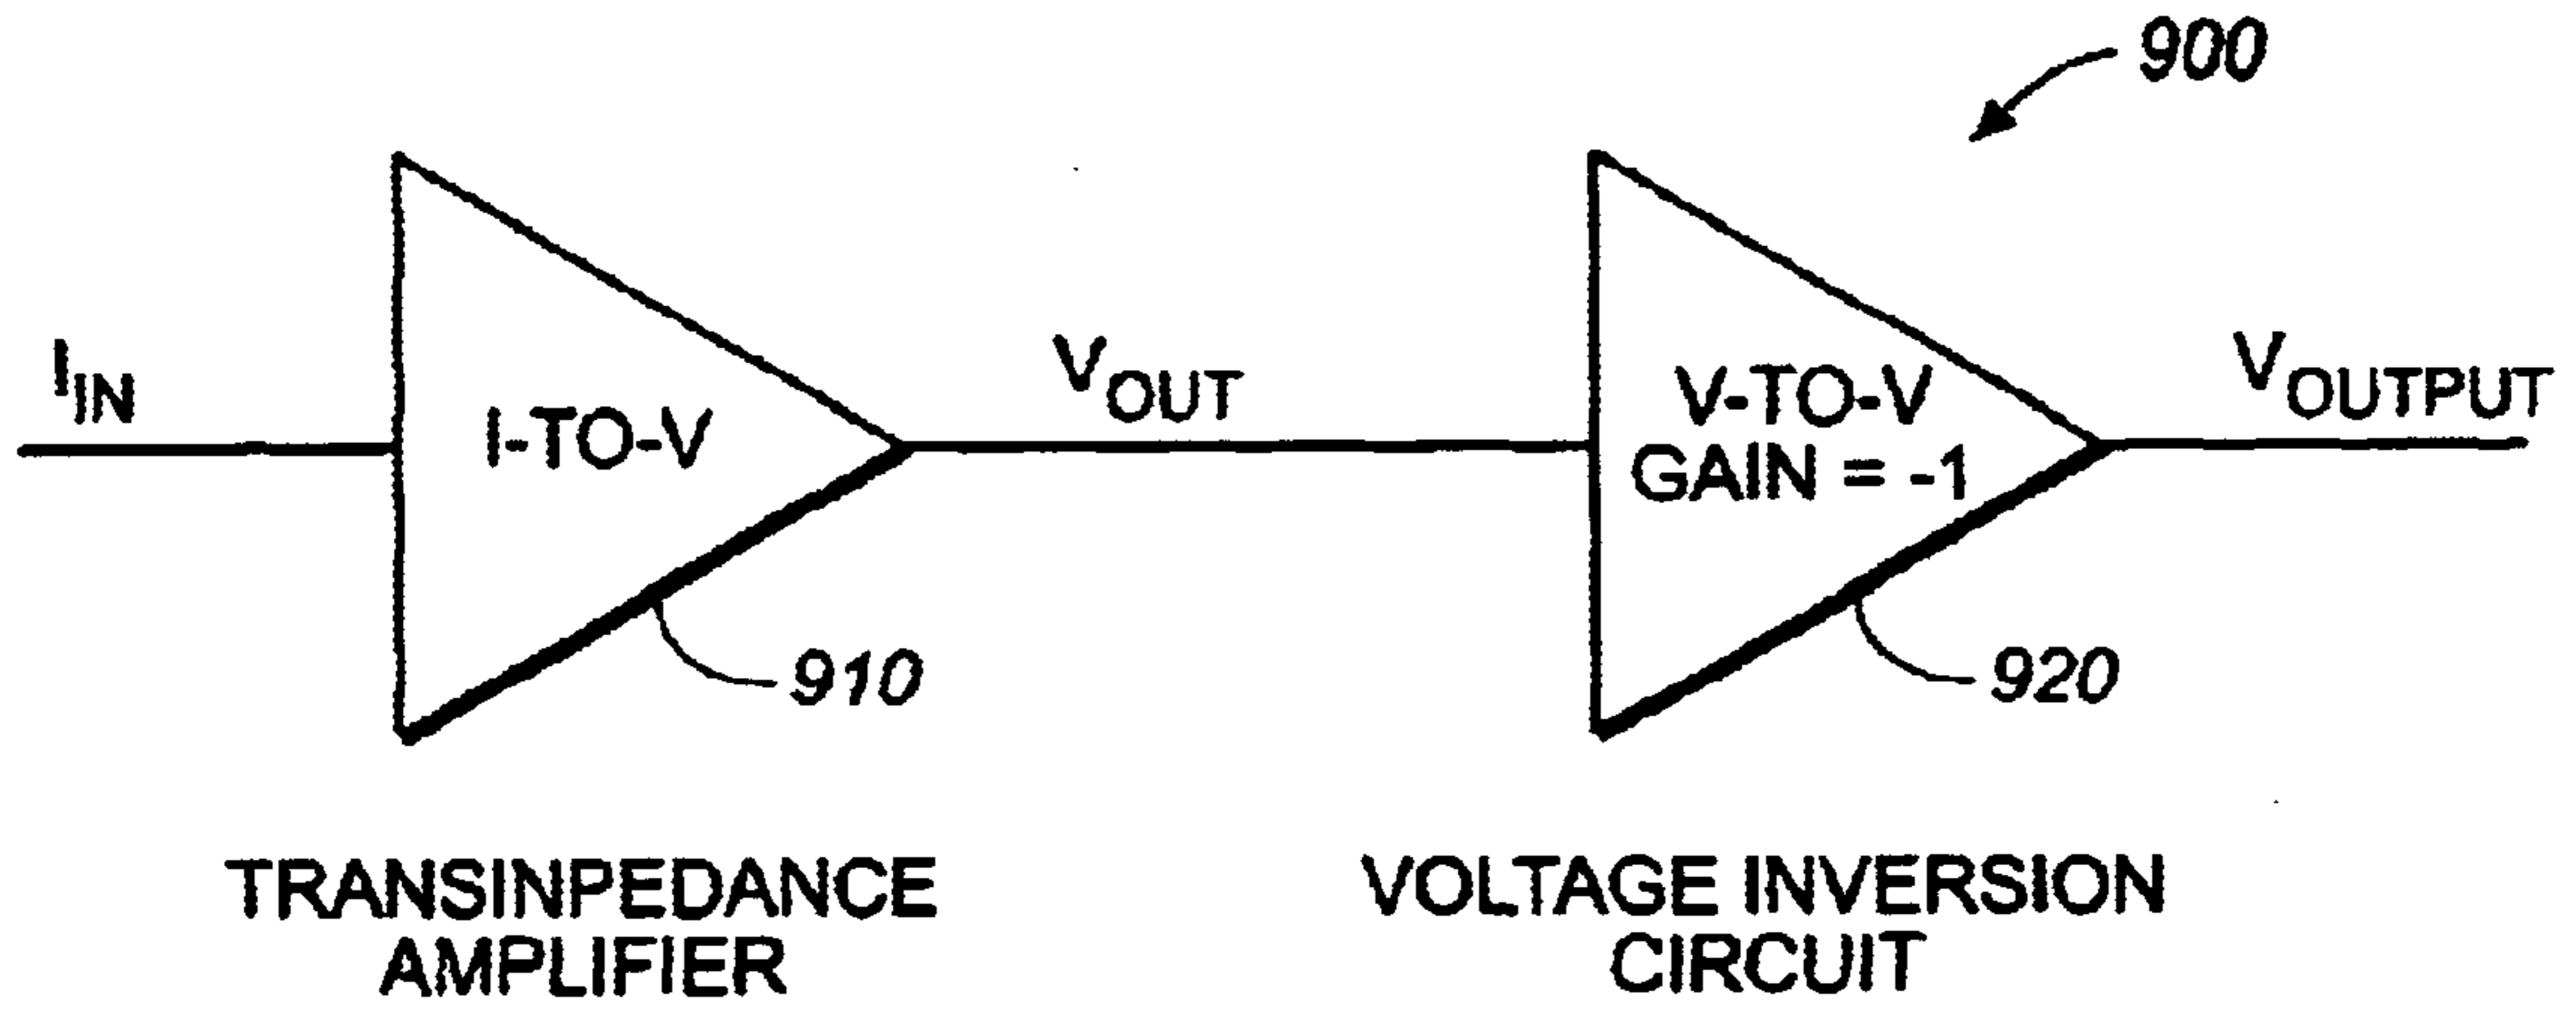 900
I_IN
I-TO-V
V_OUT
V-TO-V
GAIN = -1
V_OUTPUT
910
920
TRANSINPEDANCE
AMPLIFIER
VOLTAGE INVERSION
CIRCUIT